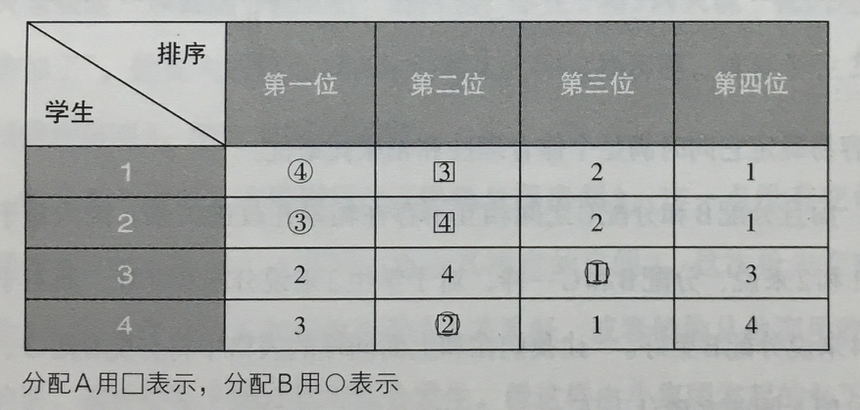 排序
学生 第一位 第二位 第三位 第四位
1 ④ 3 2 1
2 ③ 4 2 1
3 2 4 ① 3
4 3 ② 1 4
分配A用□表示，分配B用○表示